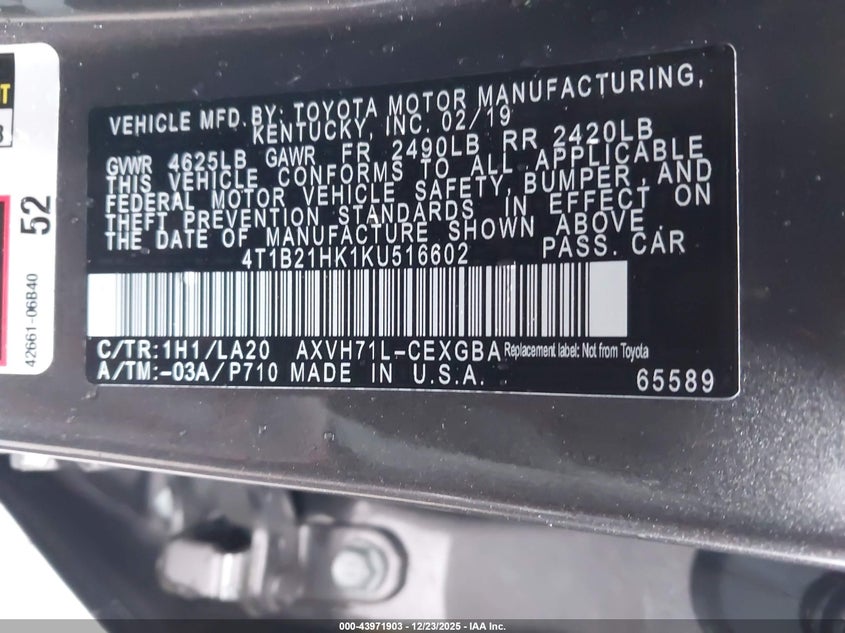 T
3
52
42661-06B40
VEHICLE MFD. BY: TOYOTA MOTOR MANUFACTURING,
KENTUCKY, INC. 02/19
GVWR 4625LB GAWR FR 2490LB RR 2420LB
THIS VEHICLE CONFORMS TO ALL APPLICABLE
FEDERAL MOTOR VEHICLE SAFETY, BUMPER, AND
THEFT PREVENTION STANDARDS IN EFFECT ON
THE DATE OF MANUFACTURE SHOWN ABOVE.
4T1B21HK1KU516602 PASS. CAR
C/TR:1H1/LA20 AXVH71L-CEXGBA Replacement label: Not from Toyota
A/TM:-03A/P710 MADE IN U.S.A. 65589
000-43971903 - 12/23/2025 - IAA Inc.